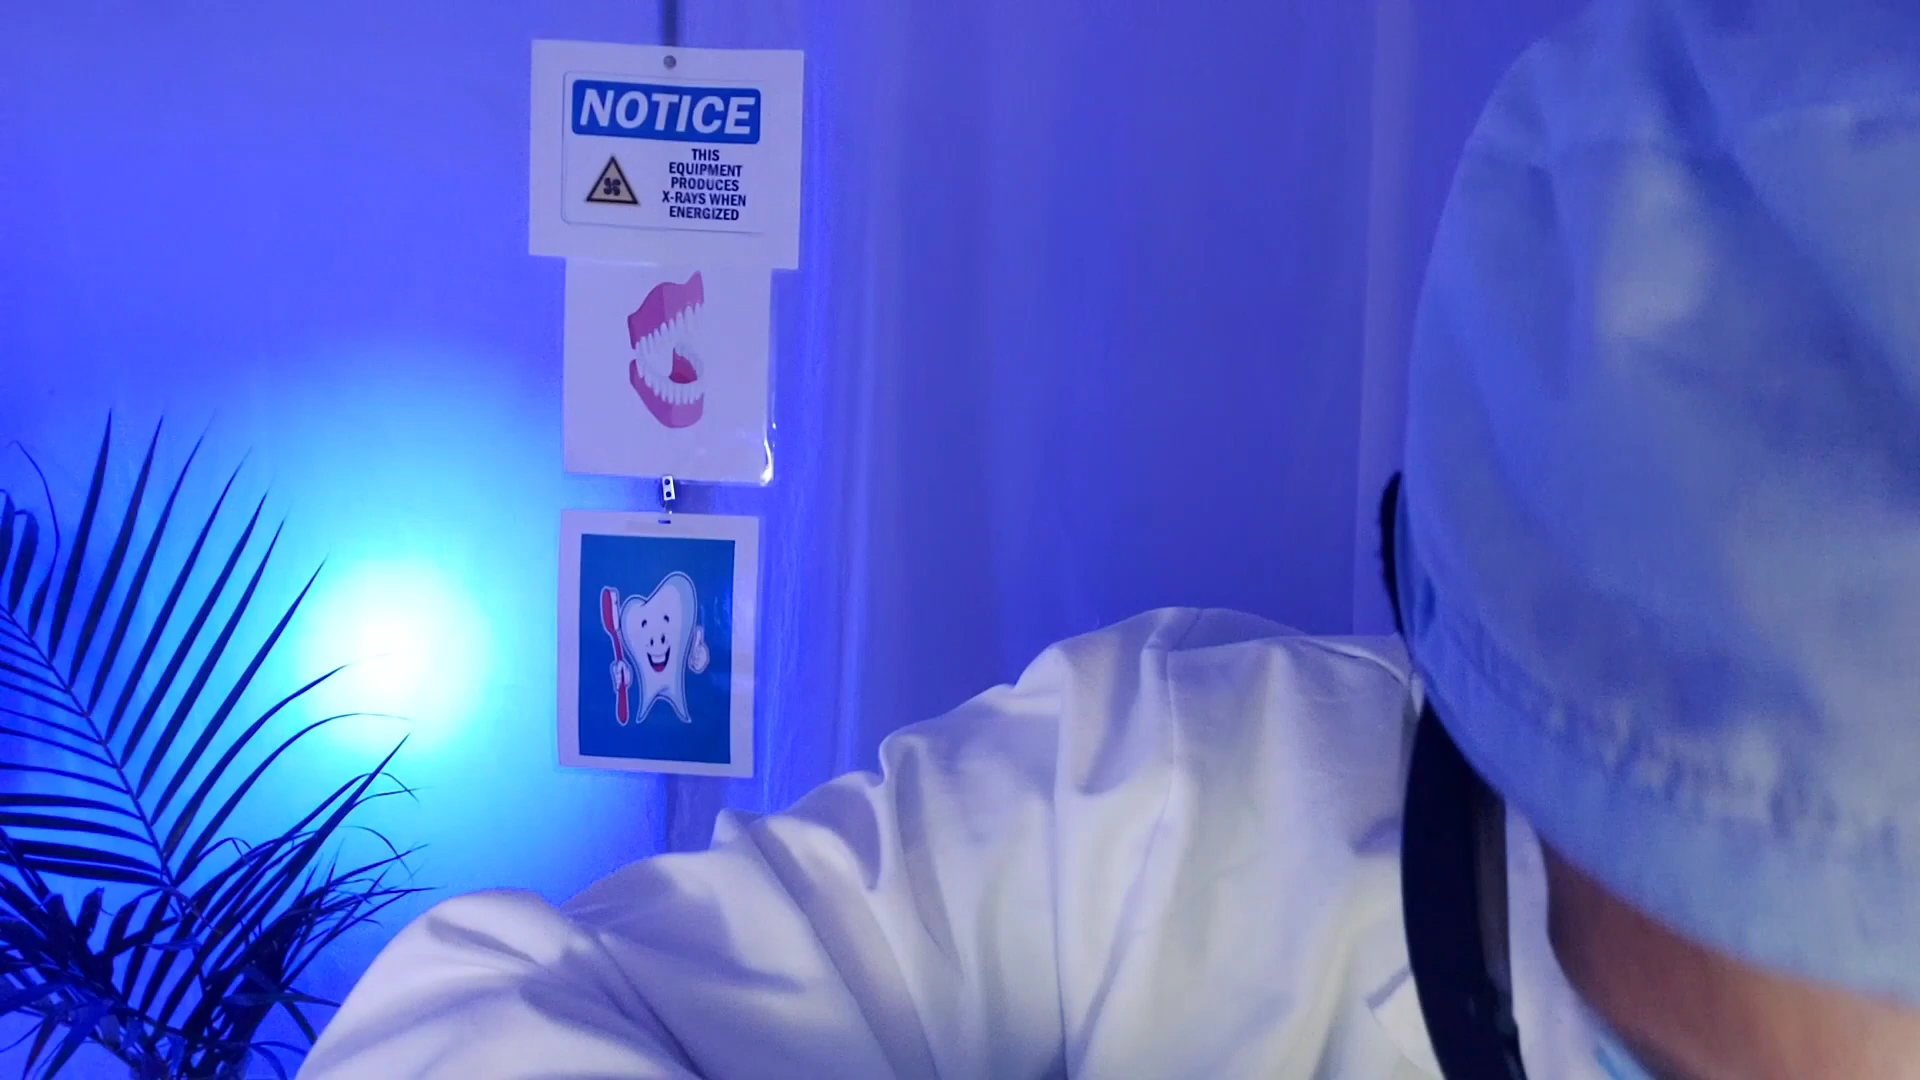 NOTICE
THIS
EQUIPMENT
PRODUCES
X-RAYS WHEN
ENERGIZED